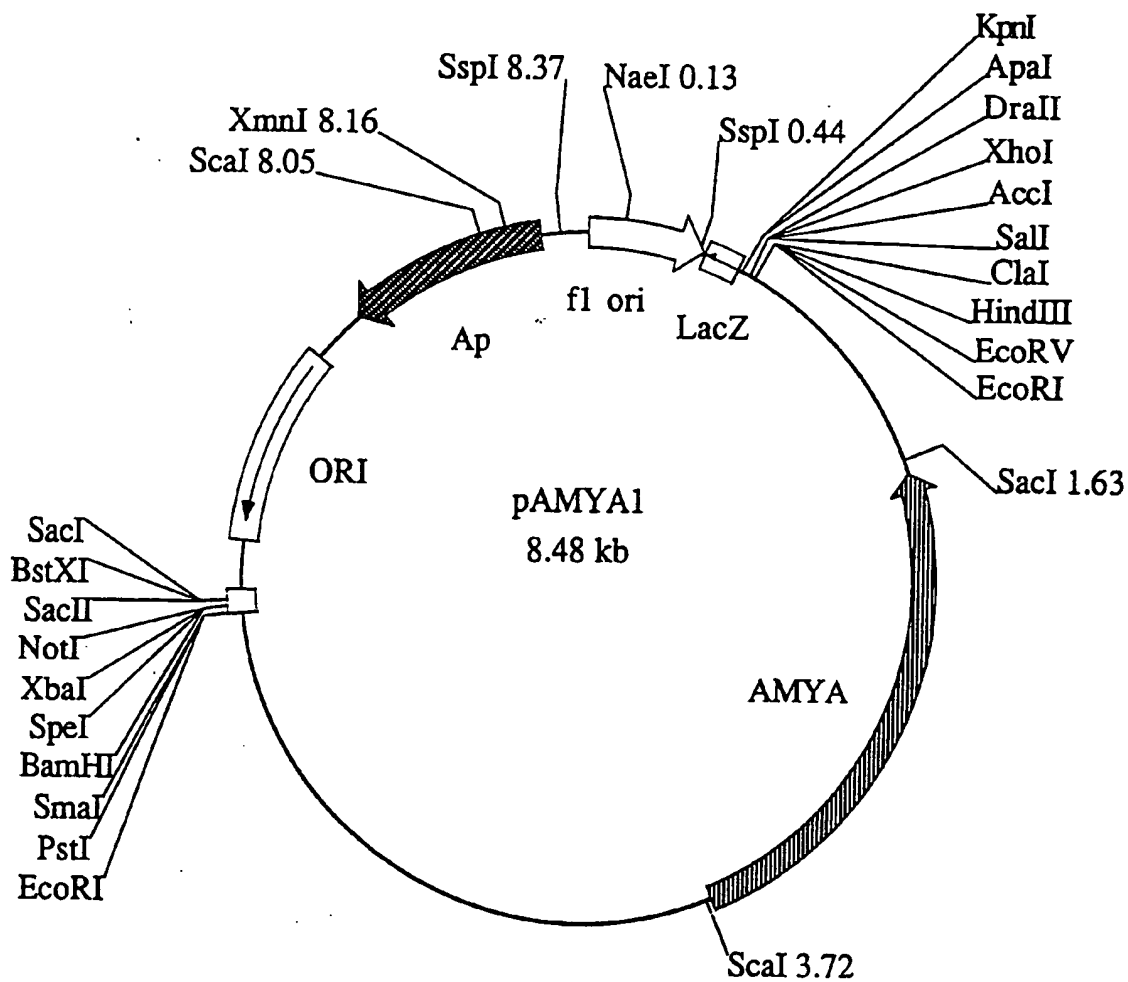 KpnI
ApaI
DraII
XhoI
AccI
SalI
ClaI
HindIII
EcoRV
EcoRI
SspI 8.37
NaeI 0.13
SspI 0.44
XmnI 8.16
ScaI 8.05
f1 ori
LacZ
Ap
ORI
SacI 1.63
pAMYA1
8.48 kb
AMYA
SacI
BstXI
SacII
NotI
XbaI
SpeI
BamHI
SmaI
PstI
EcoRI
ScaI 3.72